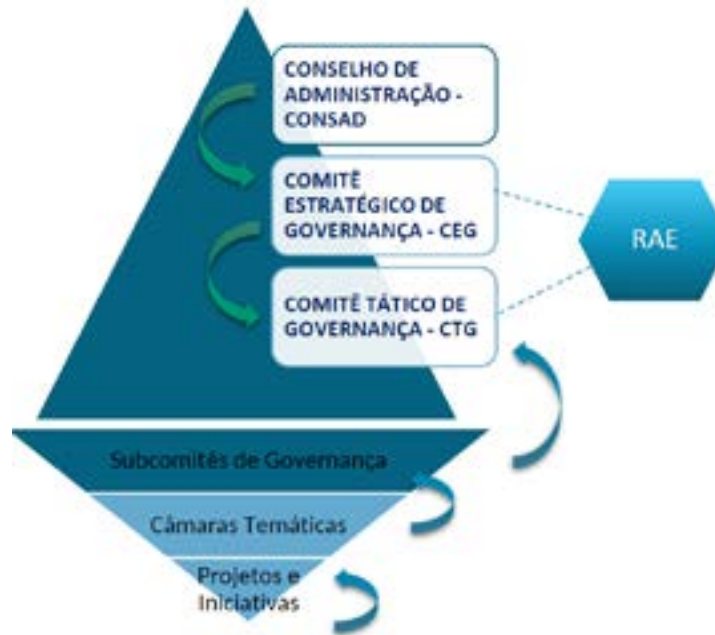 CONSELHO DE
ADMINISTRAÇÃO -
CONSAD
COMITÊ
ESTRATÉGICO DE
GOVERNANÇA - CEG
RAE
COMITÊ TÁTICO DE
GOVERNANÇA - CTG
Subcomitês de Governança
Câmaras Temáticas
Projetos e
Iniciativas